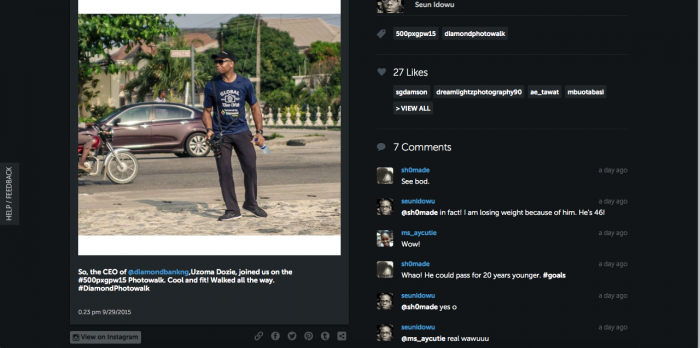 Seun Idowu
500pxgpw15 diamondphotowalk
27 Likes
sgdamson dreamlightzphotography90 ae_tawat mbuotabasi
> VIEW ALL
7 Comments
sh0made a day ago
See bod.
seunidowu a day ago
@sh0made in fact! I am losing weight because of him. He's 46!
ms_aycutie a day ago
Wow!
sh0made a day ago
Whao! He could pass for 20 years younger. #goals
seunidowu a day ago
@sh0made yes o
seunidowu a day ago
@ms_aycutie real wawuuu
HELP / FEEDBACK
GLOBAL
So, the CEO of @diamondbankng,Uzoma Dozie, joined us on the
#500pxgpw15 Photowalk. Cool and fit! Walked all the way.
#DiamondPhotowalk
0.23 pm 9/29/2015
View on Instagram